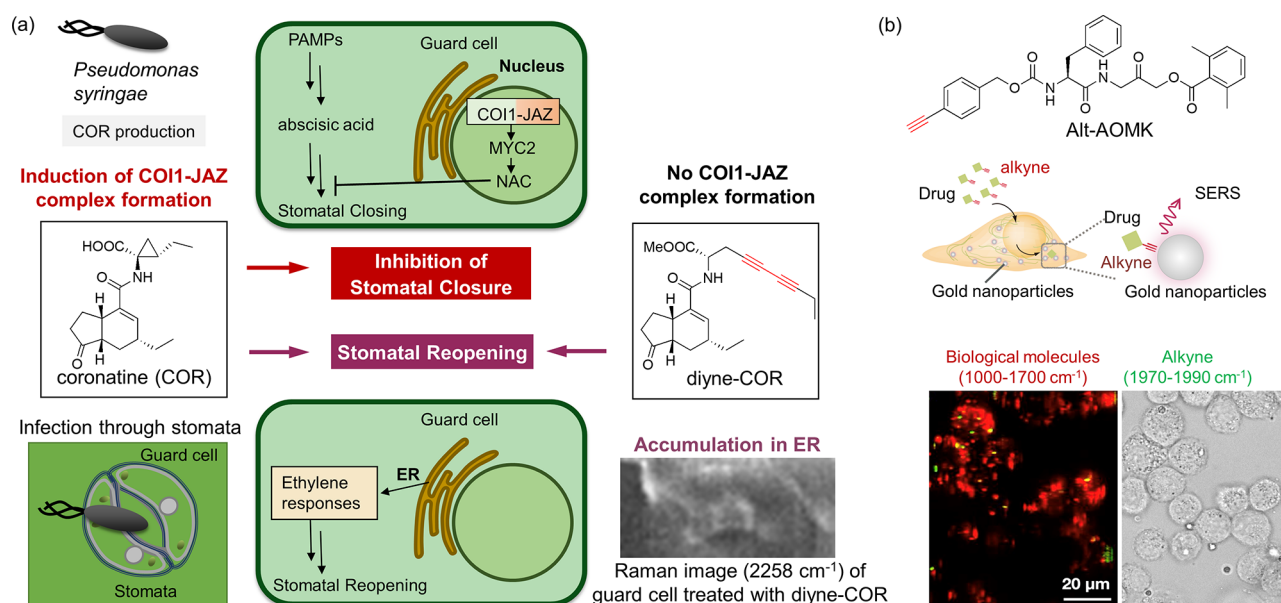 (a)
Pseudomonas
syringae
COR production
Induction of COI1-JAZ
complex formation
HOOC
NH
O
H
H
O
coronatine (COR)
Infection through stomata
Guard cell
Stomata
PAMPs
abscisic acid
Stomatal Closing
Guard cell
Nucleus
COI1-JAZ
MYC2
NAC
Inhibition of
Stomatal Closure
Stomatal Reopening
Guard cell
ER
Ethylene
responses
Stomatal Reopening
No COI1-JAZ
complex formation
MeOOC
NH
O
H
H
O
diyne-COR
Accumulation in ER
Raman image (2258 cm⁻¹) of
guard cell treated with diyne-COR
(b)
O
O
N
H
O
H
N
O
O
O
Alt-AOMK
alkyne
Drug
Gold nanoparticles
SERS
Drug
Alkyne
Gold nanoparticles
Biological molecules
(1000-1700 cm⁻¹)
Alkyne
(1970-1990 cm⁻¹)
20 µm